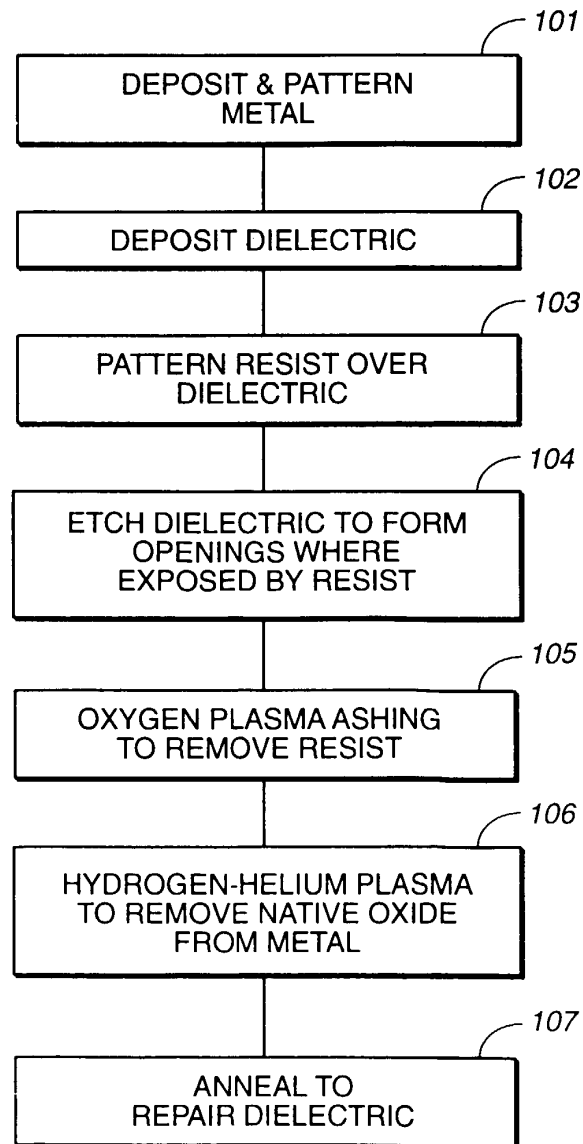 101
DEPOSIT & PATTERN
METAL
102
DEPOSIT DIELECTRIC
103
PATTERN RESIST OVER
DIELECTRIC
104
ETCH DIELECTRIC TO FORM
OPENINGS WHERE
EXPOSED BY RESIST
105
OXYGEN PLASMA ASHING
TO REMOVE RESIST
106
HYDROGEN-HELIUM PLASMA
TO REMOVE NATIVE OXIDE
FROM METAL
107
ANNEAL TO
REPAIR DIELECTRIC